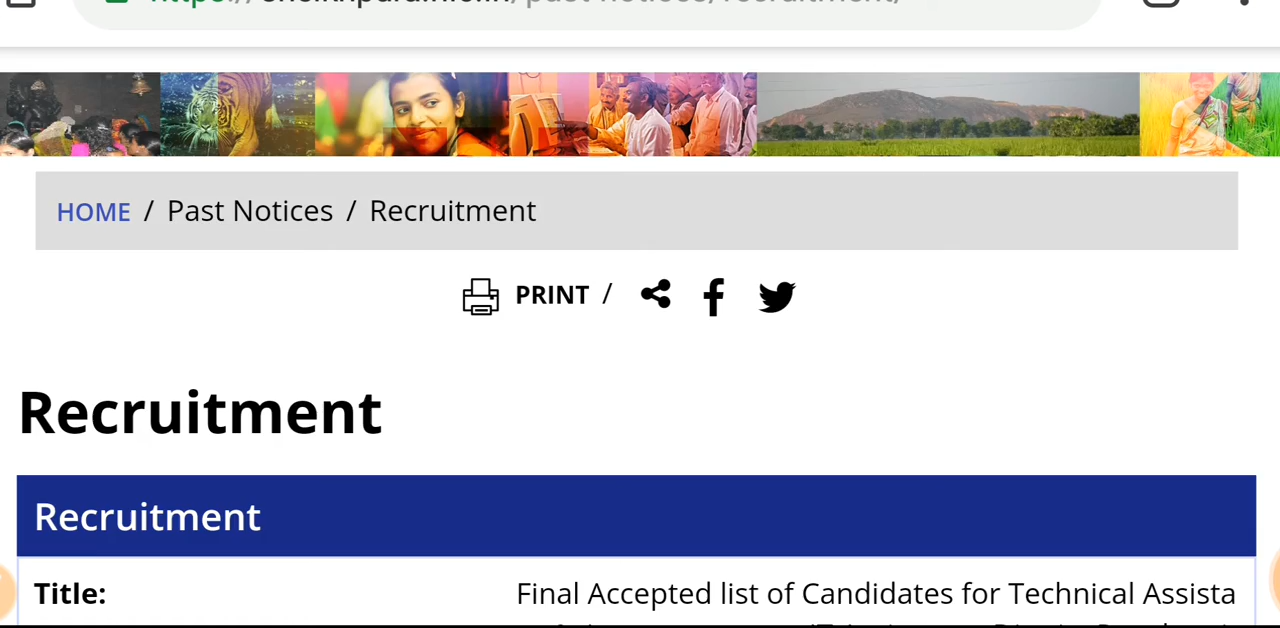 HOME / Past Notices / Recruitment
PRINT /
Recruitment
Recruitment
Title:
Final Accepted list of Candidates for Technical Assista